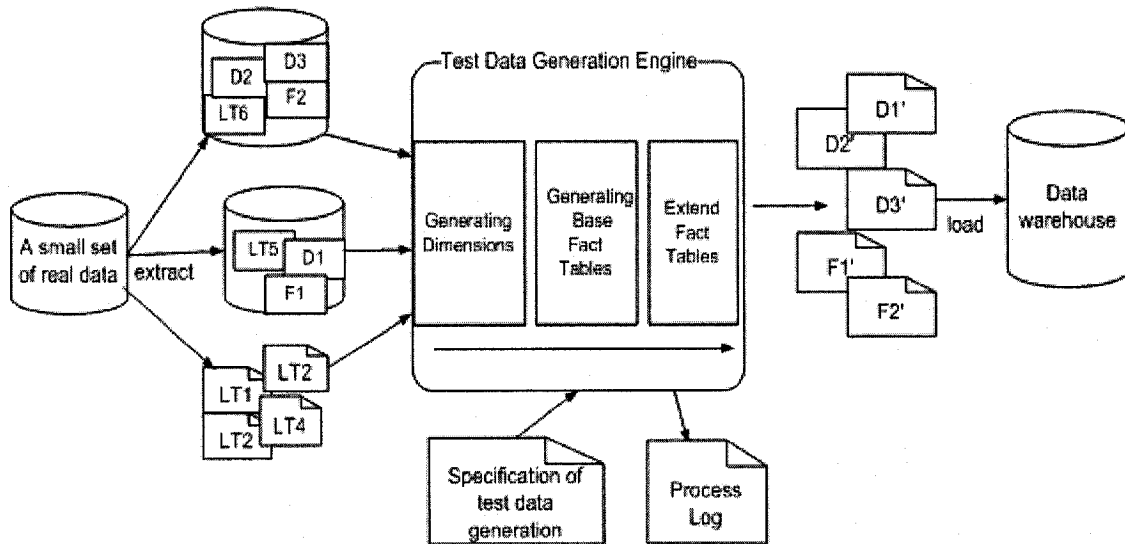 D3
D2
F2
LT6
A small set
of real data
extract
LT5
D1
F1
LT2
LT1
LT4
LT2
Test Data Generation Engine
Generating
Dimensions
Generating
Base
Fact
Tables
Extend
Fact
Tables
Specification of
test data
generation
Process
Log
D1'
D2'
D3'
F1'
F2'
load
Data
warehouse